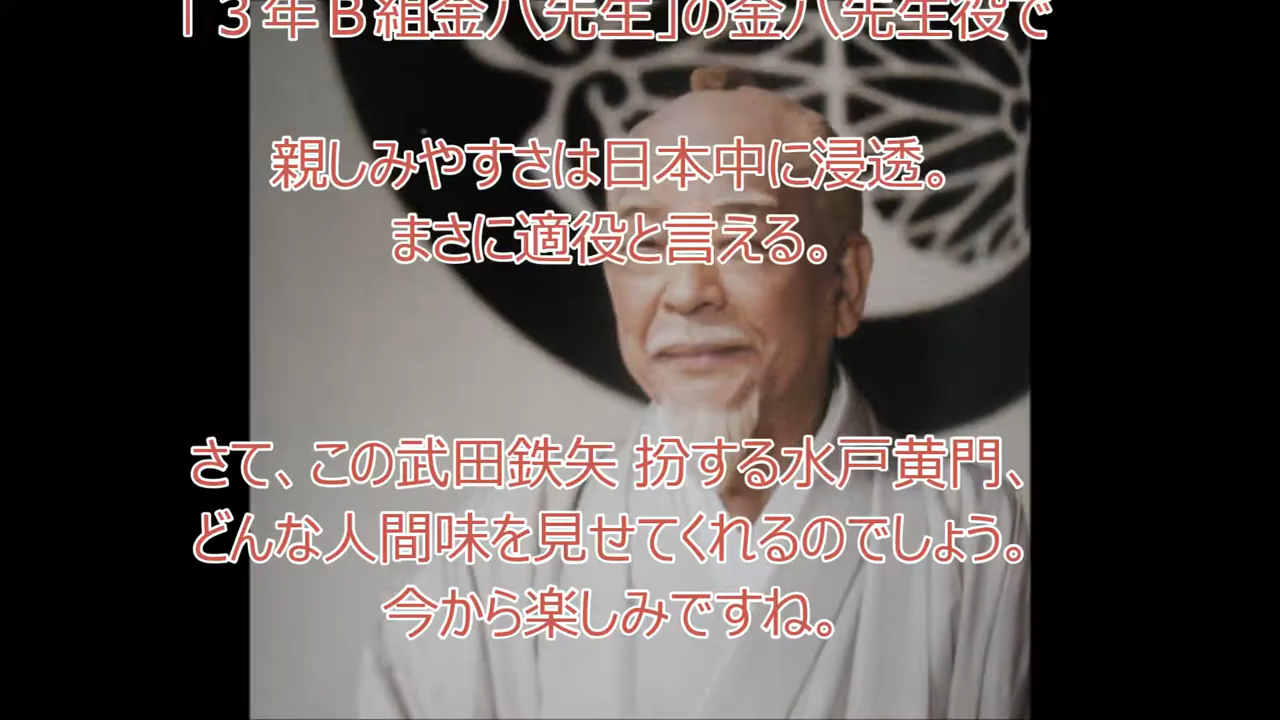 「３年Ｂ組金八先生」の金八先生役で
親しみやすさは日本中に浸透。
まさに適役と言える。
さて、この武田鉄矢 扮する水戸黄門、
どんな人間味を見せてくれるのでしょう。
今から楽しみですね。